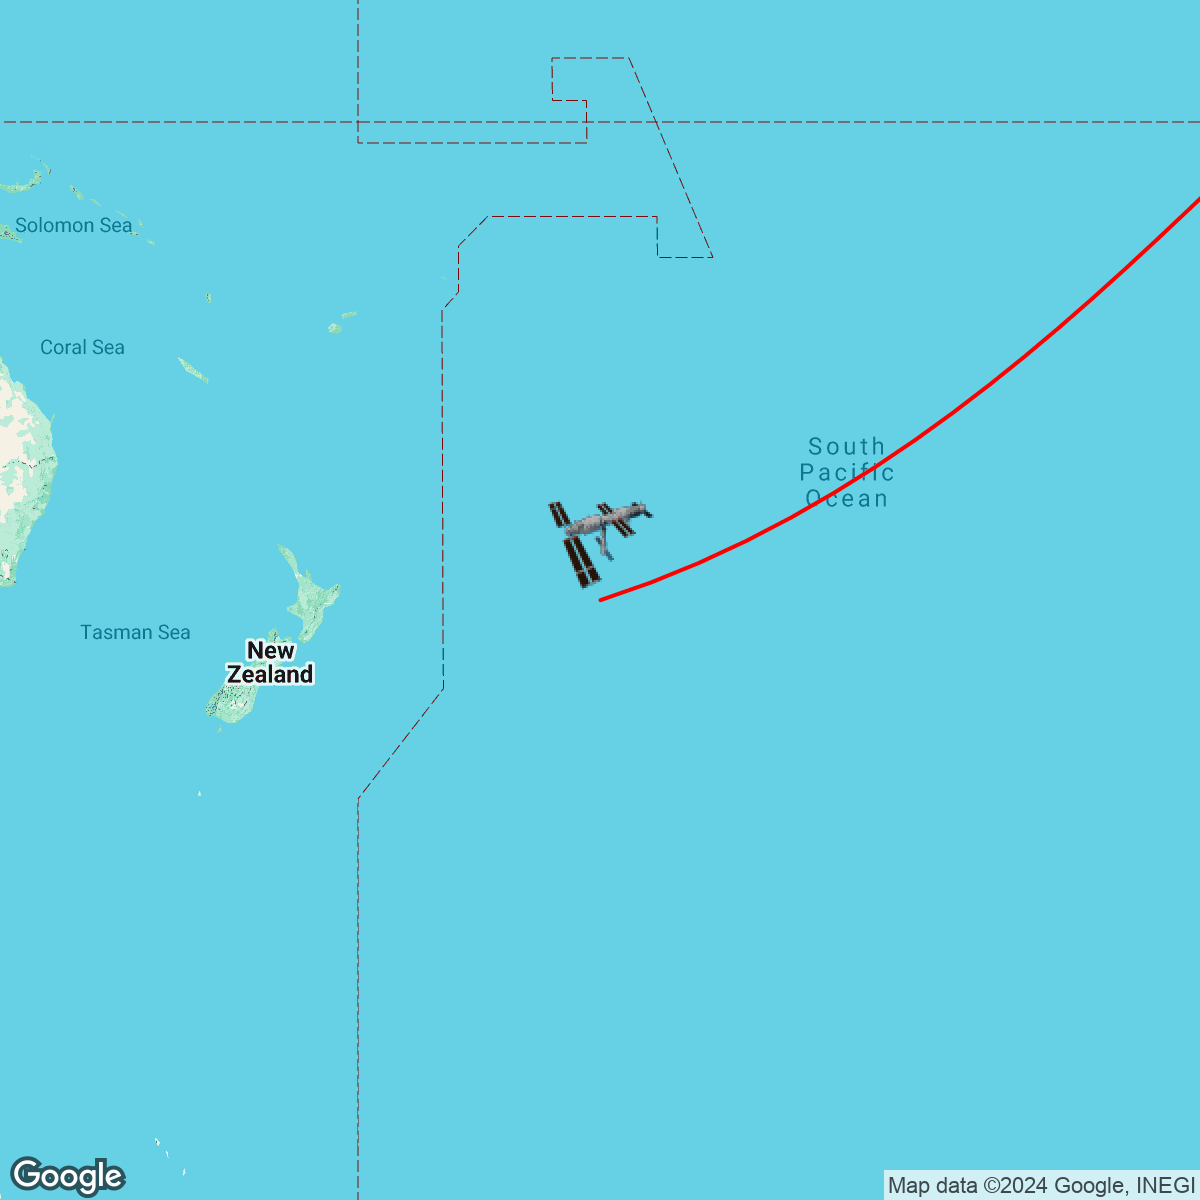 Solomon Sea
Coral Sea
South
Pacific
Ocean
Tasman Sea
New
Zealand
Google
Map data ©2024 Google, INEGI